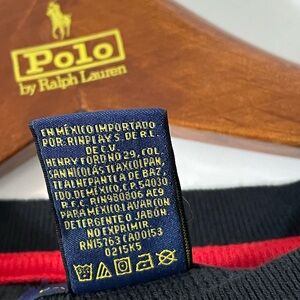 Polo
by Ralph Lauren
EN MÉXICO IMPORTADO
POR: RINPLAY S. DE R.L.
DE C.V.
HENRY FORD NO 29, COL
SAN NICOLÁS TLAXCOLPAN,
TLALNEPANTLA DE BAZ,
EDO. DE MÉXICO, C.P. 54030
R.F.C. RIN980806 AE9
PARA MÉXICO LAVAR CON
DETERGENTE O JABÓN.
NO EXPRIMIR.
RN15763 CA00153
0215K5